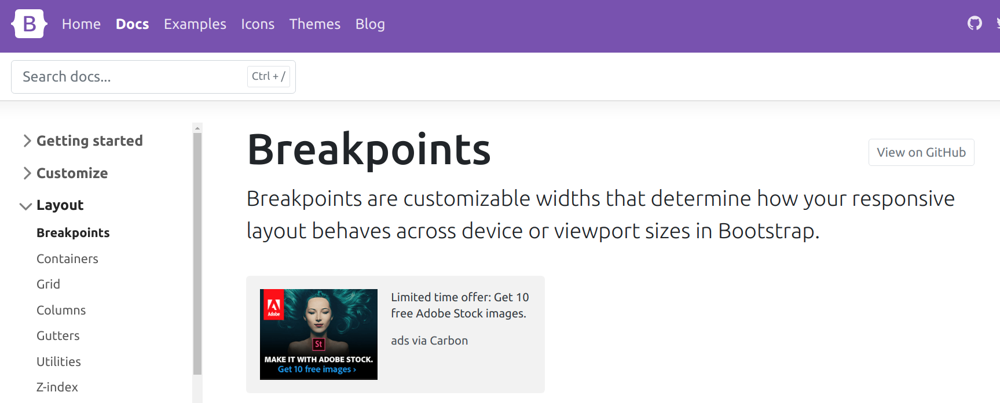 B Home Docs Examples Icons Themes Blog
Search docs... Ctrl + /
Getting started
Customize
Layout
Breakpoints
Containers
Grid
Columns
Gutters
Utilities
Z-index
Breakpoints
View on GitHub
Breakpoints are customizable widths that determine how your responsive
layout behaves across device or viewport sizes in Bootstrap.
Adobe
St
MAKE IT WITH ADOBE STOCK.
Get 10 free images ›
Limited time offer: Get 10
free Adobe Stock images.
ads via Carbon